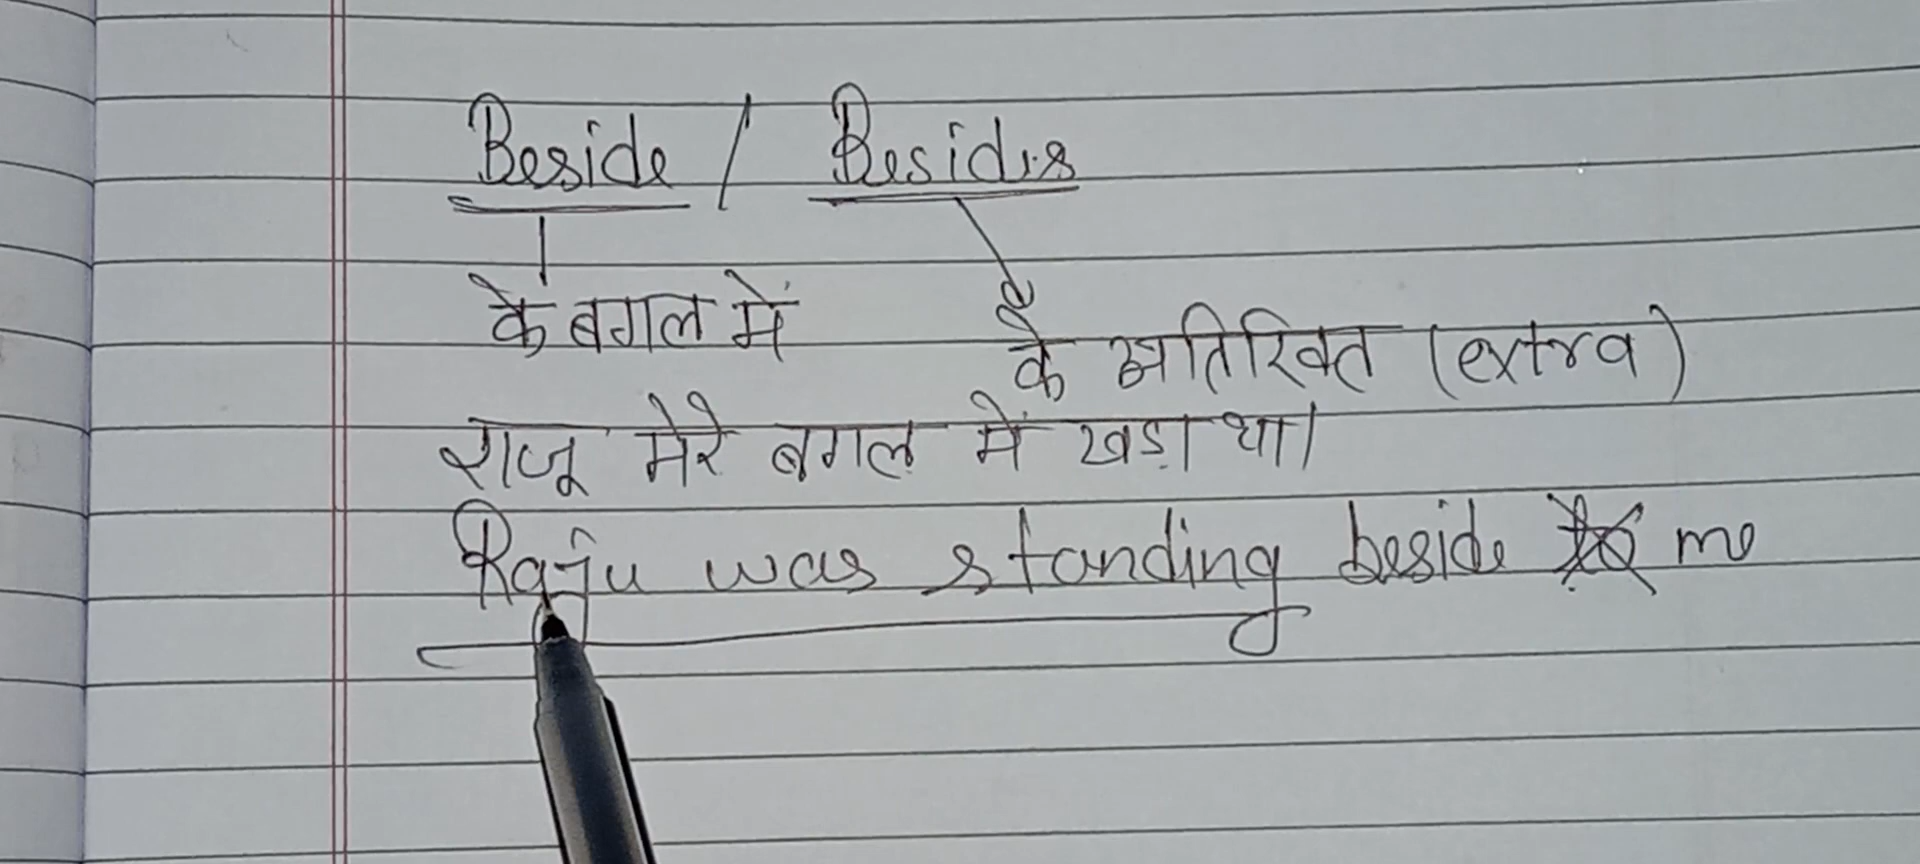 Beside / Besides
के बगल में
के अतिरिक्त (extra)
राजू मेरे बगल में खड़ा था।
Raju was standing beside me